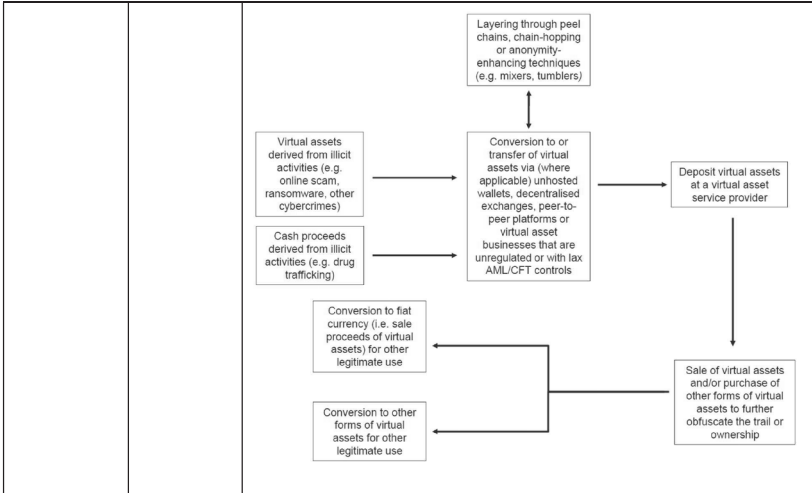 Layering through peel
chains, chain-hopping
or anonymity-
enhancing techniques
(e.g. mixers, tumblers)
Virtual assets
derived from illicit
activities (e.g.
online scam,
ransomware, other
cybercrimes)
Conversion to or
transfer of virtual
assets via (where
applicable) unhosted
wallets, decentralised
exchanges, peer-to-
peer platforms or
virtual asset
businesses that are
unregulated or with lax
AML/CFT controls
Deposit virtual assets
at a virtual asset
service provider
Cash proceeds
derived from illicit
activities (e.g. drug
trafficking)
Conversion to fiat
currency (i.e. sale
proceeds of virtual
assets) for other
legitimate use
Sale of virtual assets
and/or purchase of
other forms of virtual
assets to further
obfuscate the trail or
ownership
Conversion to other
forms of virtual
assets for other
legitimate use